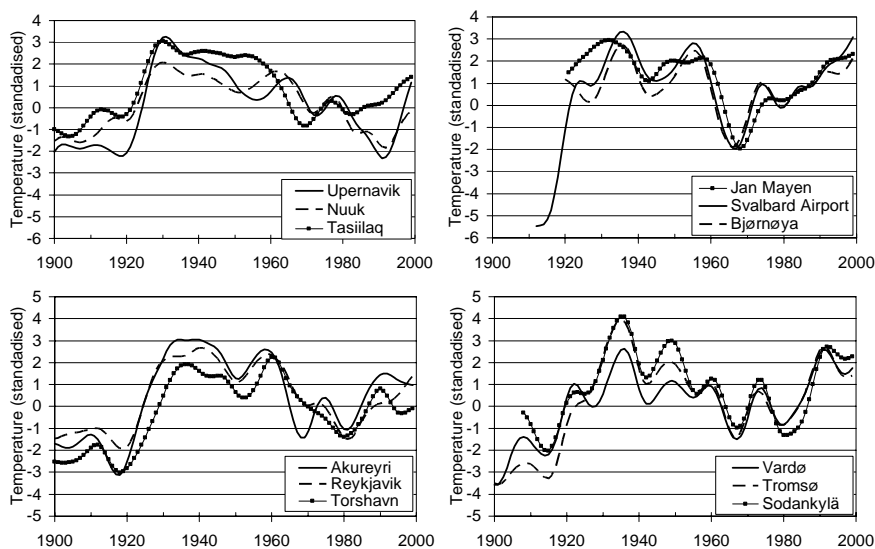 Temperature (standadised)
4
3
2
1
0
-1
-2
-3
-4
-5
-6
Upernavik
Nuuk
Tasiilaq
1900 1920 1940 1960 1980 2000
Temperature (standadised)
4
3
2
1
0
-1
-2
-3
-4
-5
-6
Jan Mayen
Svalbard Airport
Bjørnøya
1900 1920 1940 1960 1980 2000
Temperature (standadised)
5
4
3
2
1
0
-1
-2
-3
-4
-5
Akureyri
Reykjavik
Torshavn
1900 1920 1940 1960 1980 2000
Temperature (standadised)
5
4
3
2
1
0
-1
-2
-3
-4
-5
Vardø
Tromsø
Sodankylä
1900 1920 1940 1960 1980 2000